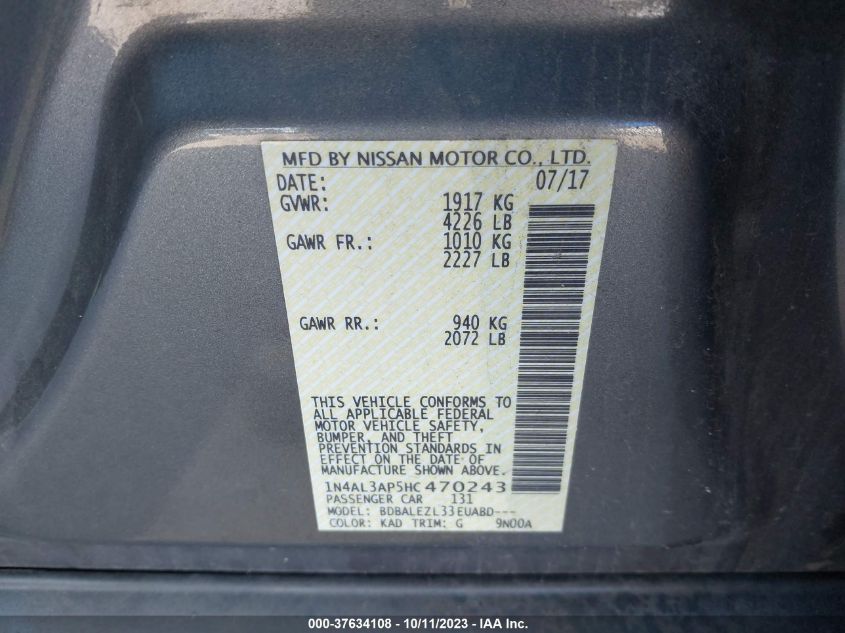 MFD BY NISSAN MOTOR CO., LTD.
DATE: 07/17
GVWR: 1917 KG
4226 LB
GAWR FR.: 1010 KG
2227 LB
GAWR RR.: 940 KG
2072 LB
THIS VEHICLE CONFORMS TO
ALL APPLICABLE FEDERAL
MOTOR VEHICLE SAFETY,
BUMPER, AND THEFT
PREVENTION STANDARDS IN
EFFECT ON THE DATE OF
MANUFACTURE SHOWN ABOVE.
1N4AL3AP5HC470243
PASSENGER CAR 131
MODEL: BDBALEZL33EUABD---
COLOR: KAD TRIM: G 9N00A
000-37634108 - 10/11/2023 - IAA Inc.